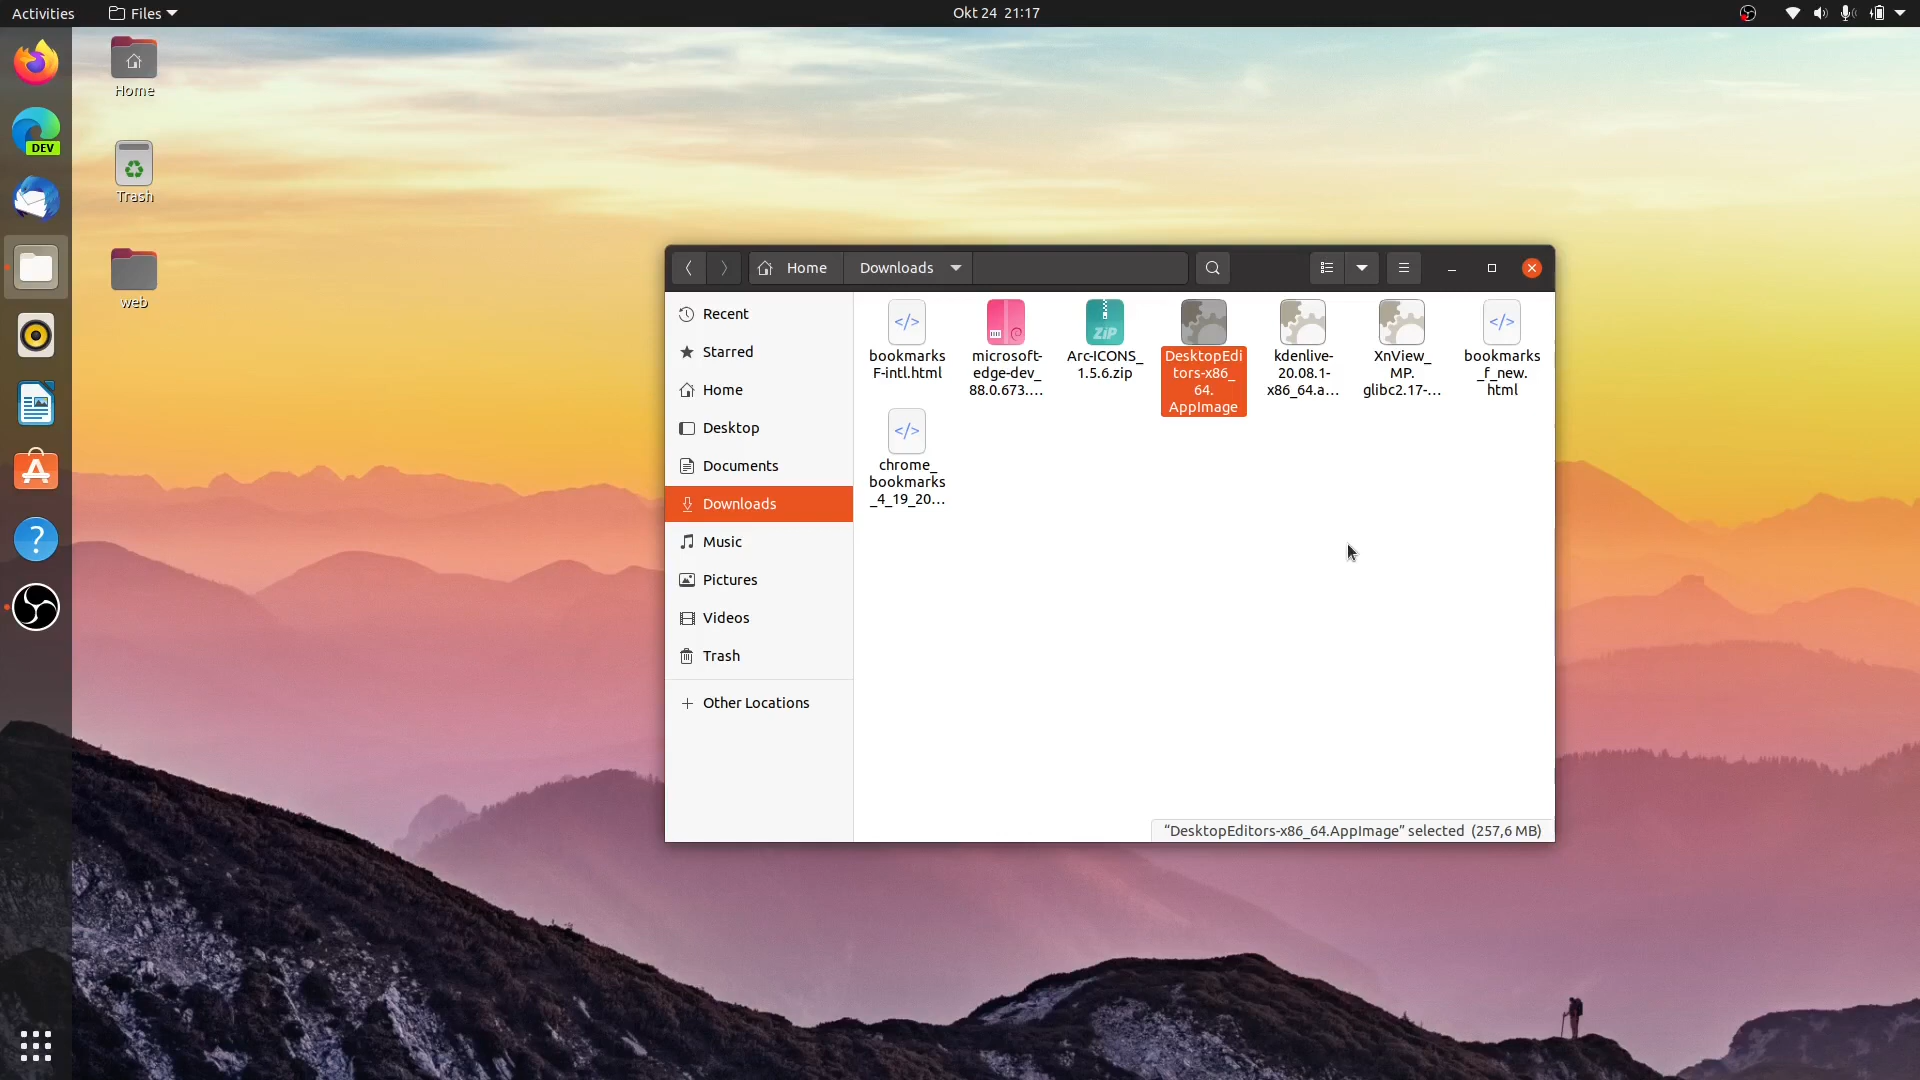 Activities
Files
Okt 24 21:17
Home
DEV
Trash
web
Home
Downloads
Recent
Starred
Home
Desktop
Documents
Downloads
Music
Pictures
Videos
Trash
Other Locations
bookmarks
F-intl.html
microsoft-
edge-dev_
88.0.673....
ZIP
Arc-ICONS_
1.5.6.zip
DesktopEdi
tors-x86_
64.
AppImage
kdenlive-
20.08.1-
x86_64.a...
XnView_
MP.
glibc2.17-...
bookmarks
_f_new.
html
chrome_
bookmarks
_4_19_20...
"DesktopEditors-x86_64.AppImage" selected (257,6 MB)